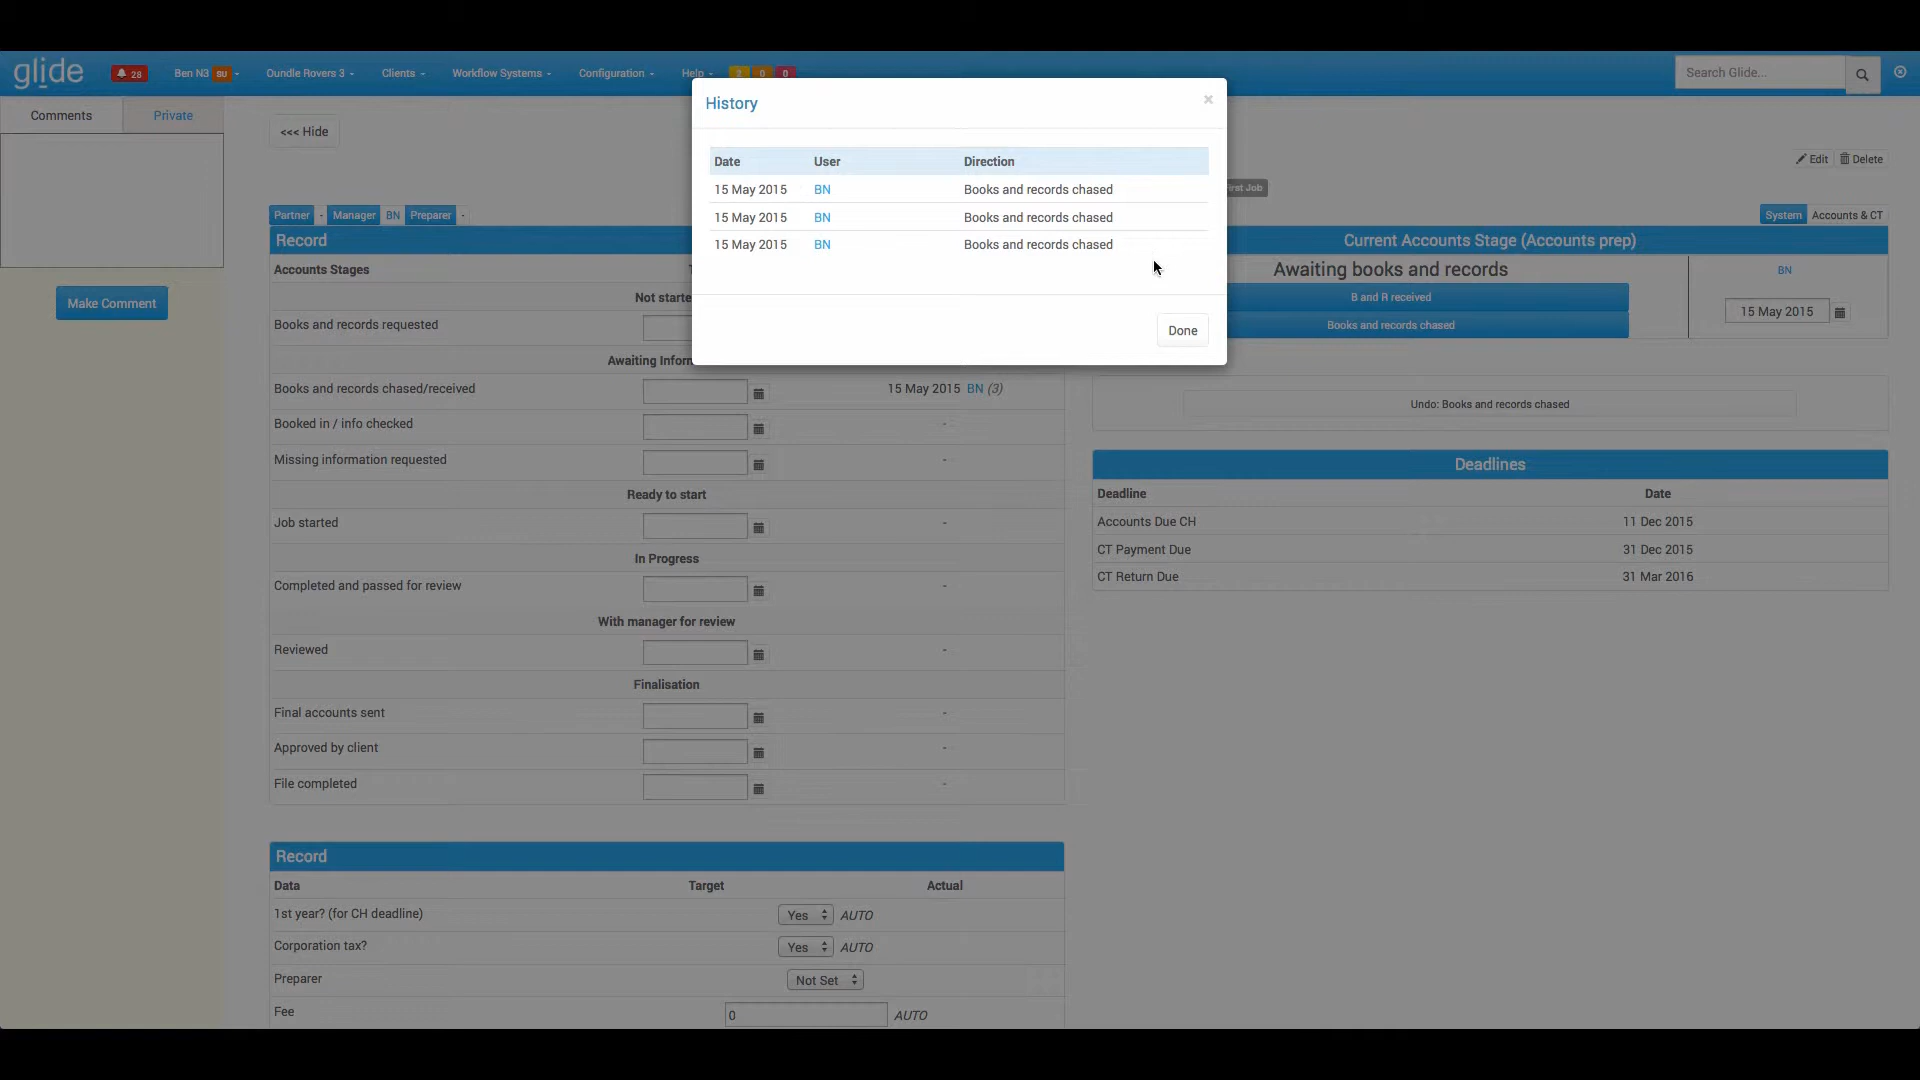 glide
28
Ben N3 SU
Oundle Rovers 3
Clients
Workflow Systems
Configuration
Help
2 0 0
Search Glide...
Comments
Private
<<< Hide
Make Comment
Edit
Delete
irst Job
Partner - Manager BN Preparer -
System Accounts & CT
History
×
Date User Direction
15 May 2015 BN Books and records chased
15 May 2015 BN Books and records chased
15 May 2015 BN Books and records chased
Done
Record
Accounts Stages T
Not starte
Books and records requested
Awaiting Inforn
Books and records chased/received 15 May 2015 BN (3)
Booked in / info checked -
Missing information requested -
Ready to start
Job started -
In Progress
Completed and passed for review -
With manager for review
Reviewed -
Finalisation
Final accounts sent -
Approved by client -
File completed -
Current Accounts Stage (Accounts prep)
Awaiting books and records
BN
B and R received
15 May 2015
Books and records chased
Undo: Books and records chased
Deadlines
Deadline Date
Accounts Due CH 11 Dec 2015
CT Payment Due 31 Dec 2015
CT Return Due 31 Mar 2016
Record
Data Target Actual
1st year? (for CH deadline) Yes AUTO
Corporation tax? Yes AUTO
Preparer Not Set
Fee 0 AUTO